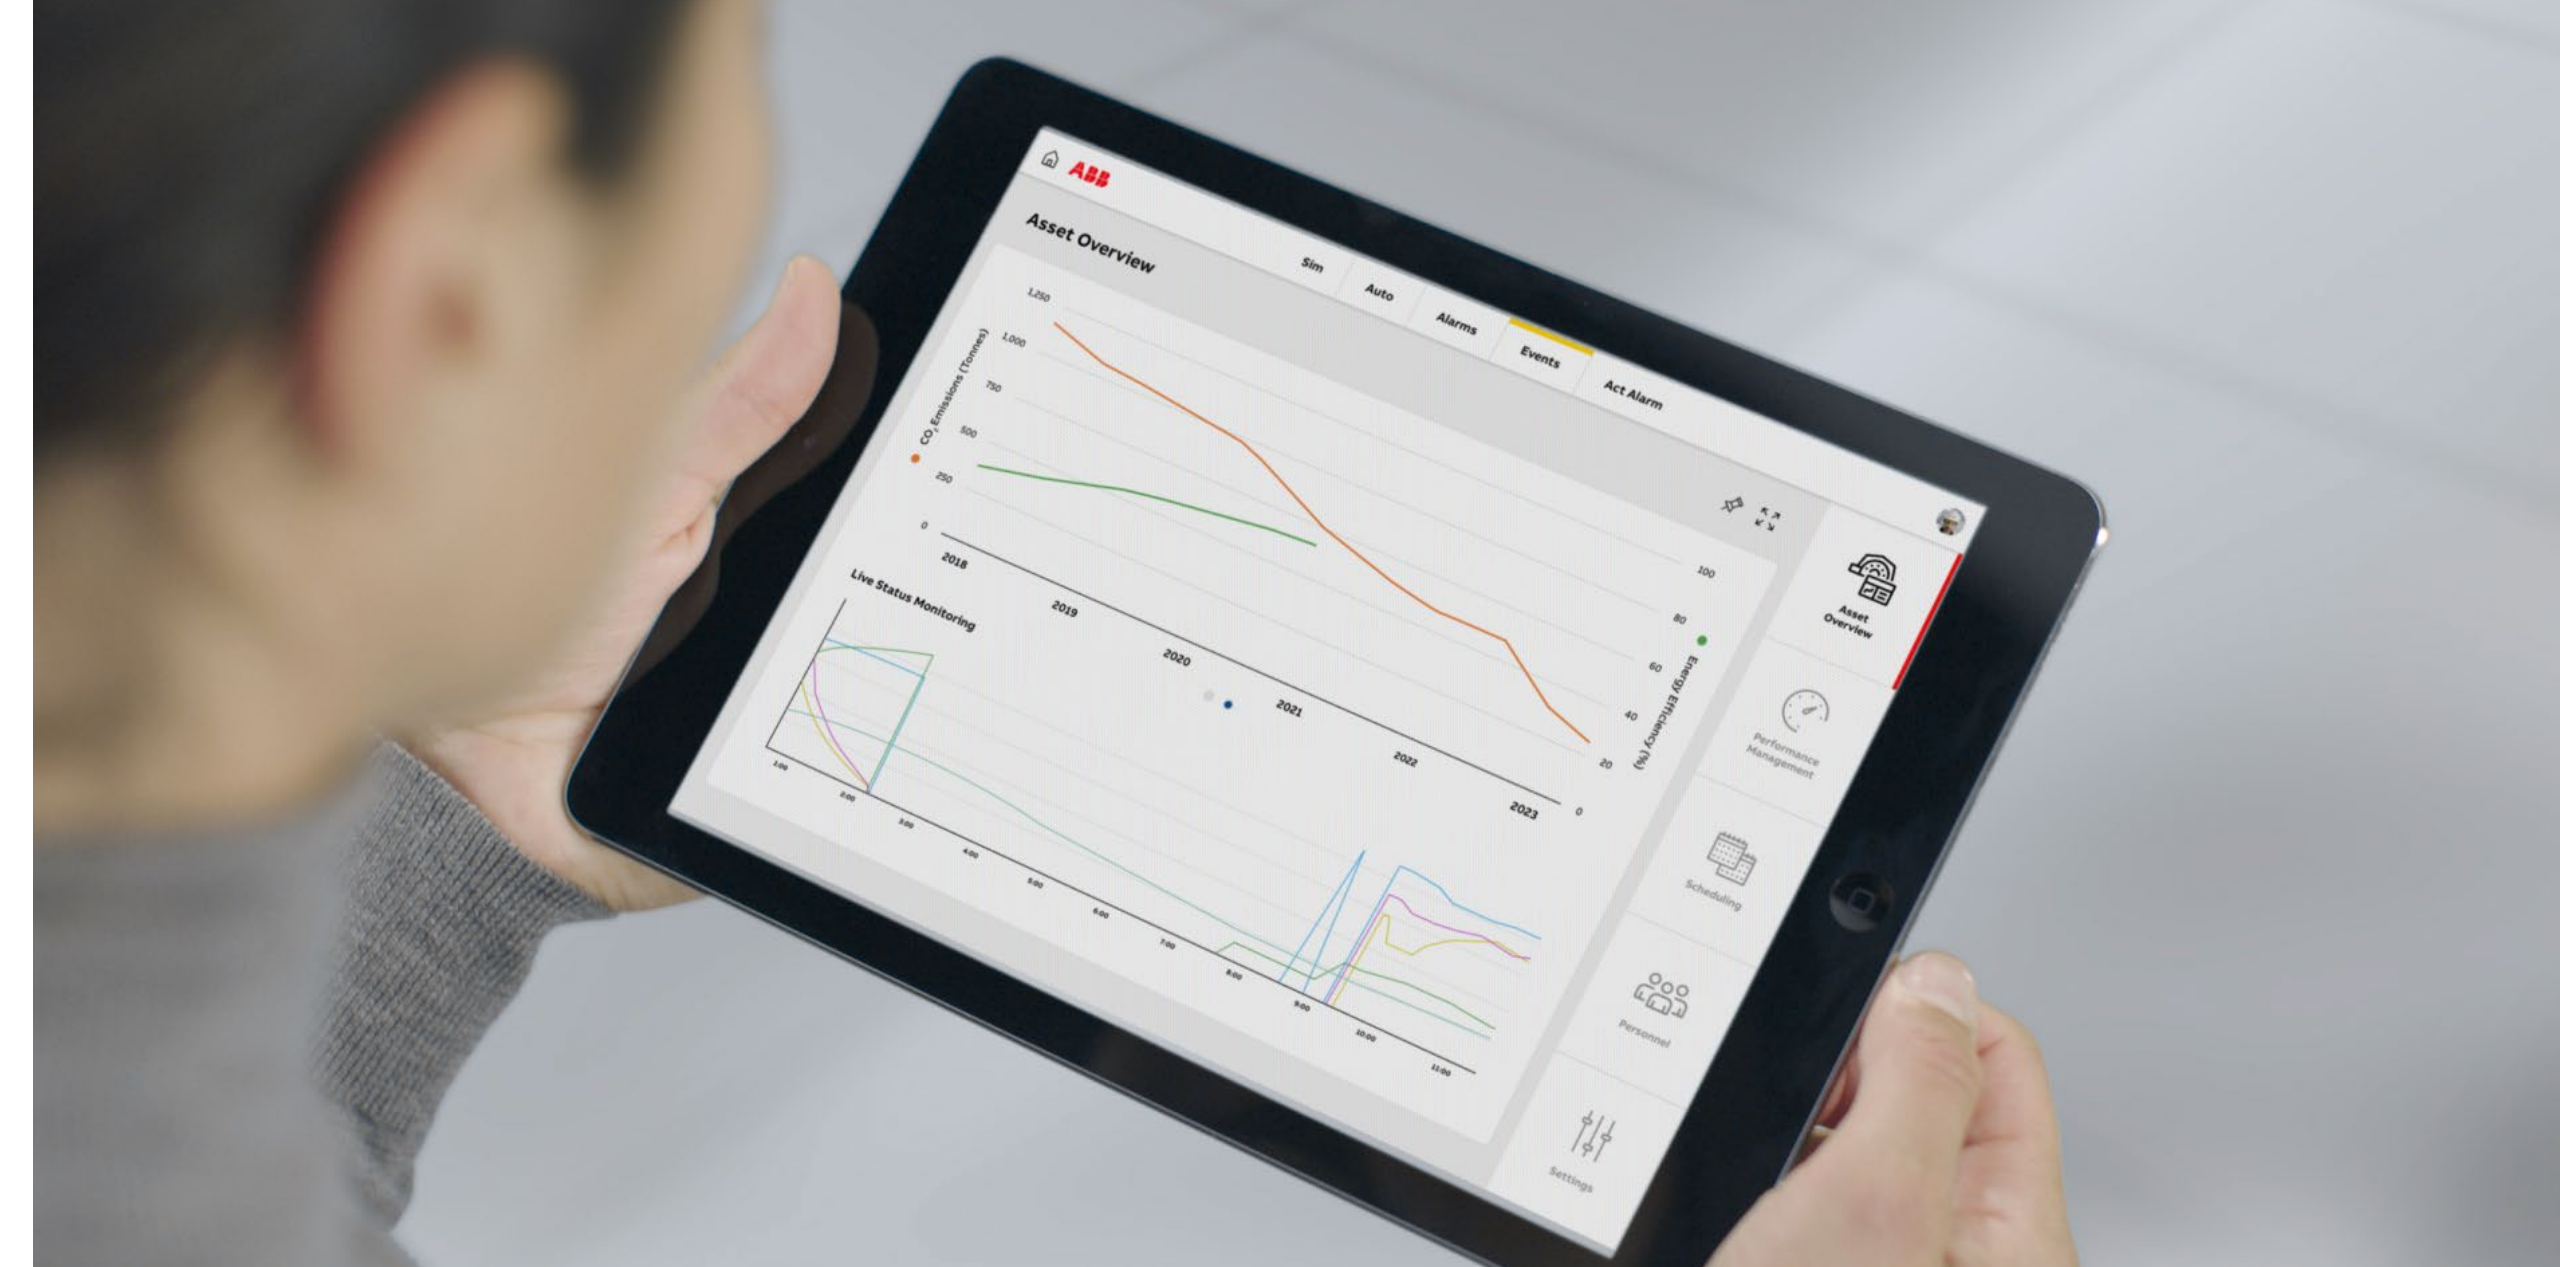 ABB
Sim
Auto
Alarms
Events
Act Alarm
Asset Overview
1,250
1,000
750
500
250
0
CO₂ Emissions (Tonnes)
100
80
60
40
20
0
Energy Efficiency (%)
2018
2019
2020
2021
2022
2023
Live Status Monitoring
1:00
2:00
3:00
4:00
5:00
6:00
7:00
8:00
9:00
10:00
11:00
Asset
Overview
Performance
Management
Scheduling
Personnel
Settings